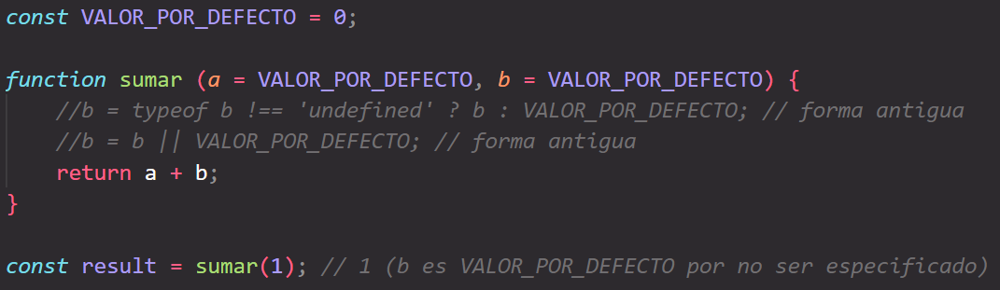 const VALOR_POR_DEFECTO = 0;
function sumar (a = VALOR_POR_DEFECTO, b = VALOR_POR_DEFECTO) {
//b = typeof b !== 'undefined' ? b : VALOR_POR_DEFECTO; // forma antigua
//b = b || VALOR_POR_DEFECTO; // forma antigua
return a + b;
}
const result = sumar(1); // 1 (b es VALOR_POR_DEFECTO por no ser especificado)